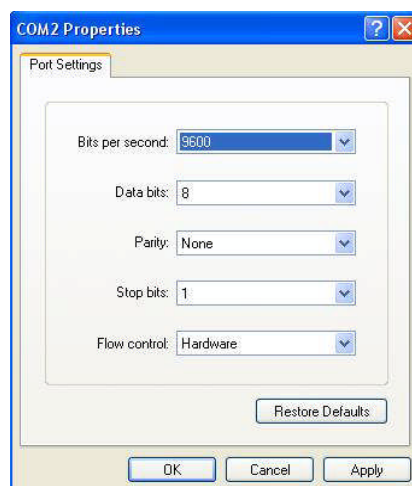 COM2 Properties
Port Settings
Bits per second: 9600
Data bits: 8
Parity: None
Stop bits: 1
Flow control: Hardware
Restore Defaults
OK Cancel Apply